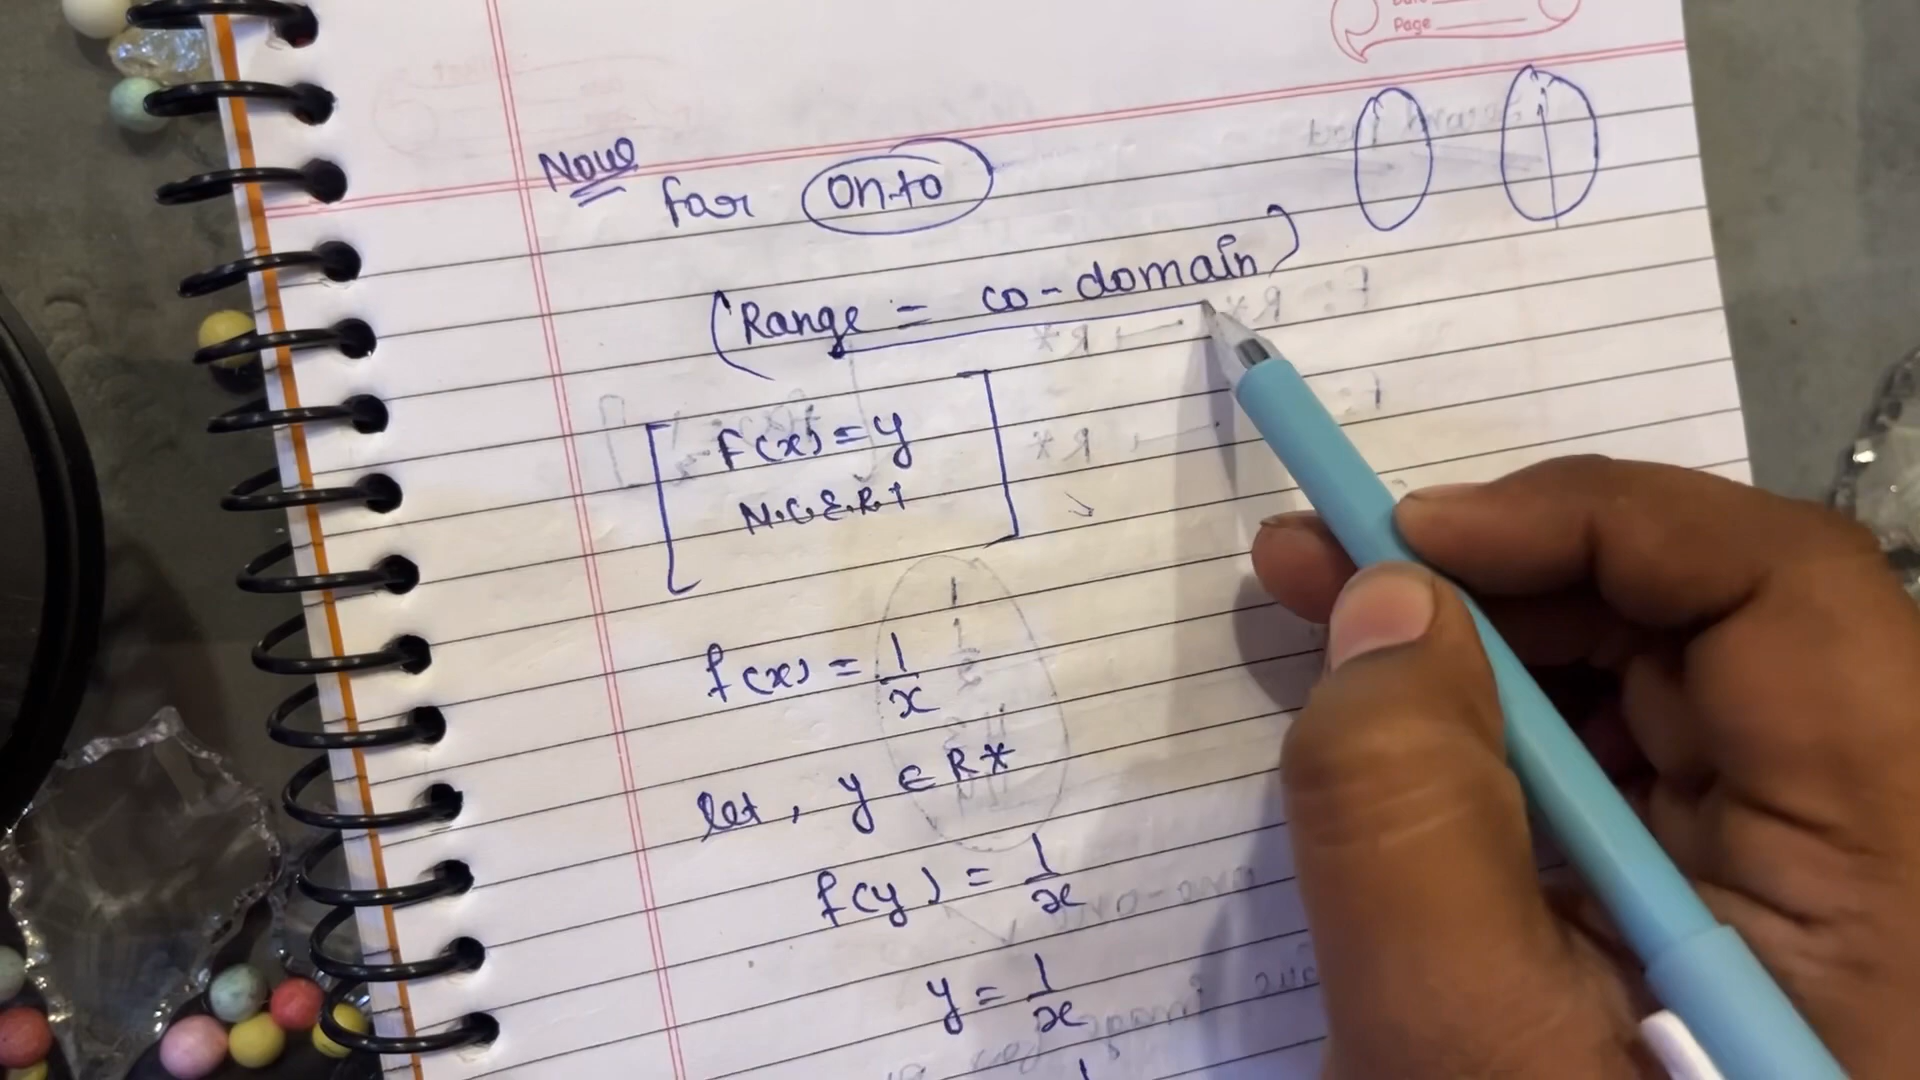 Page
Now
for onto
(Range = co-domain)
f(x) = y
N.C.E.R.T
f(x) = 1/x
let, y ∈ R*
f(y) = 1/x
y = 1/x